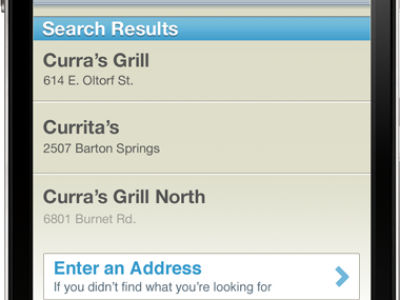 Search Results
Curra's Grill
614 E. Oltorf St.
Currita's
2507 Barton Springs
Curra's Grill North
6801 Burnet Rd.
Enter an Address
If you didn't find what you're looking for